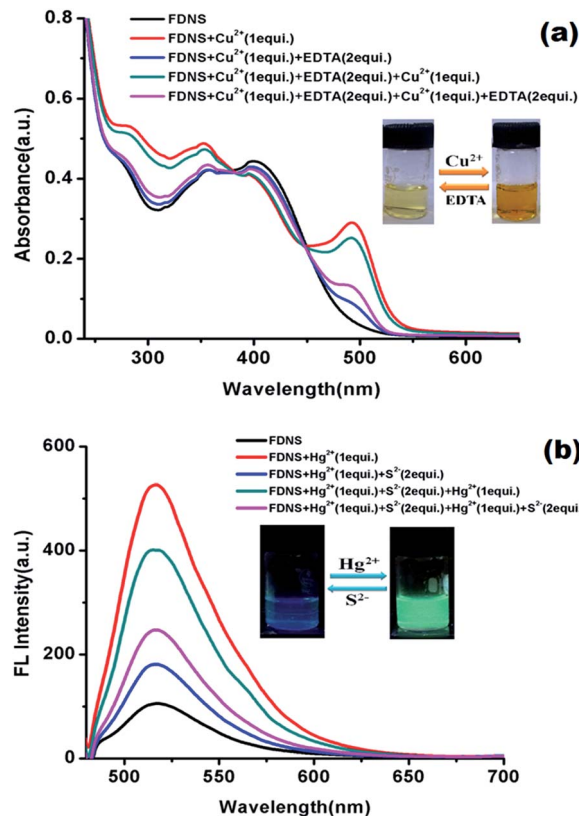 (a)
FDNS
FDNS+Cu²⁺(1equi.)
FDNS+Cu²⁺(1equi.)+EDTA(2equi.)
FDNS+Cu²⁺(1equi.)+EDTA(2equi.)+Cu²⁺(1equi.)
FDNS+Cu²⁺(1equi.)+EDTA(2equi.)+Cu²⁺(1equi.)+EDTA(2equi.)
Cu²⁺
EDTA
Absorbance(a.u.)
0.8
0.6
0.4
0.2
0.0
300 400 500 600
Wavelength(nm)
(b)
FDNS
FDNS+Hg²⁺(1equi.)
FDNS+Hg²⁺(1equi.)+S²⁻(2equi.)
FDNS+Hg²⁺(1equi.)+S²⁻(2equi.)+Hg²⁺(1equi.)
FDNS+Hg²⁺(1equi.)+S²⁻(2equi.)+Hg²⁺(1equi.)+S²⁻(2equi
Hg²⁺
S²⁻
FL Intensity(a.u.)
600
400
200
0
500 550 600 650 700
Wavelength(nm)